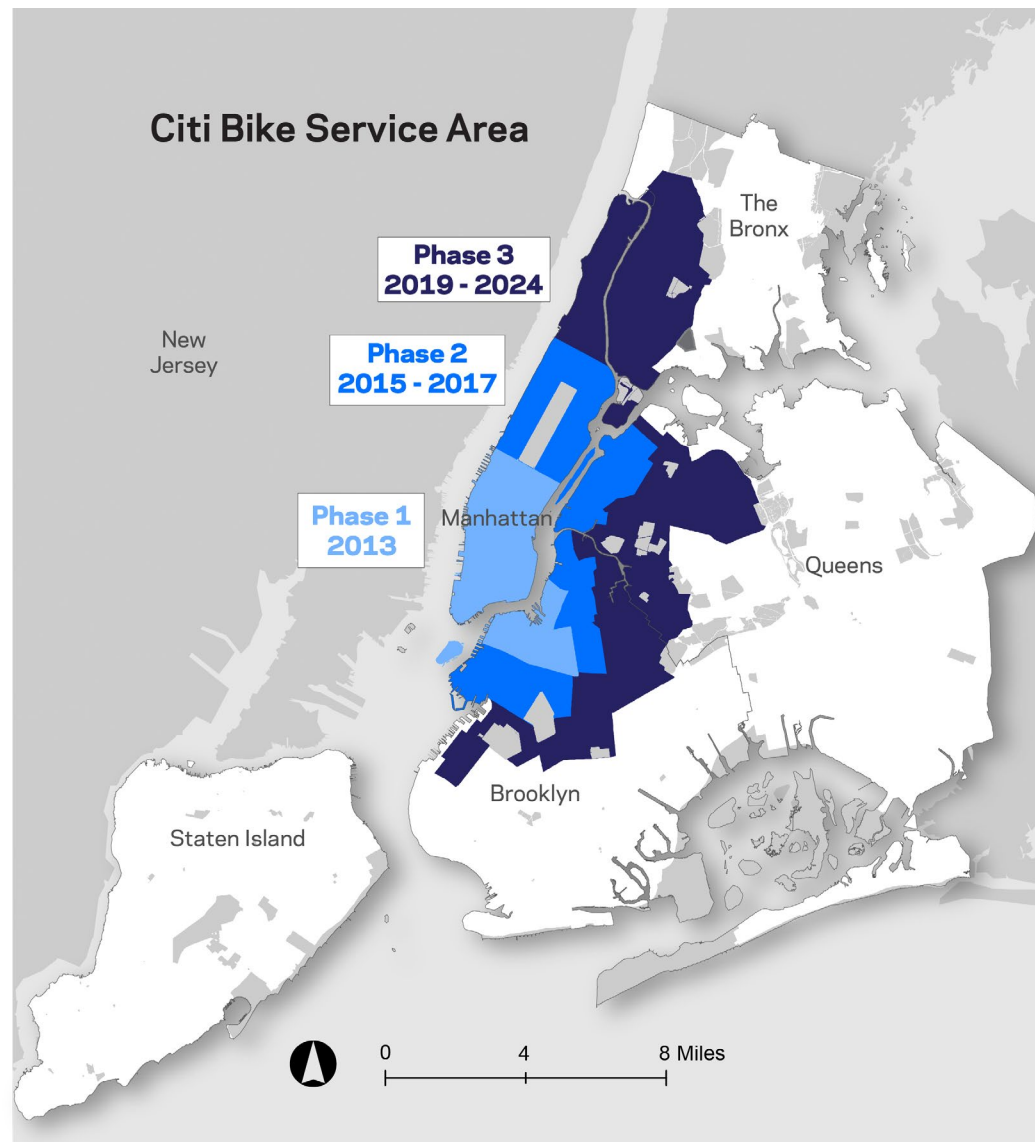 Citi Bike Service Area
The
Bronx
Phase 3
2019 - 2024
New
Jersey
Phase 2
2015 - 2017
Phase 1
2013
Manhattan
Queens
Brooklyn
Staten Island
0 4 8 Miles